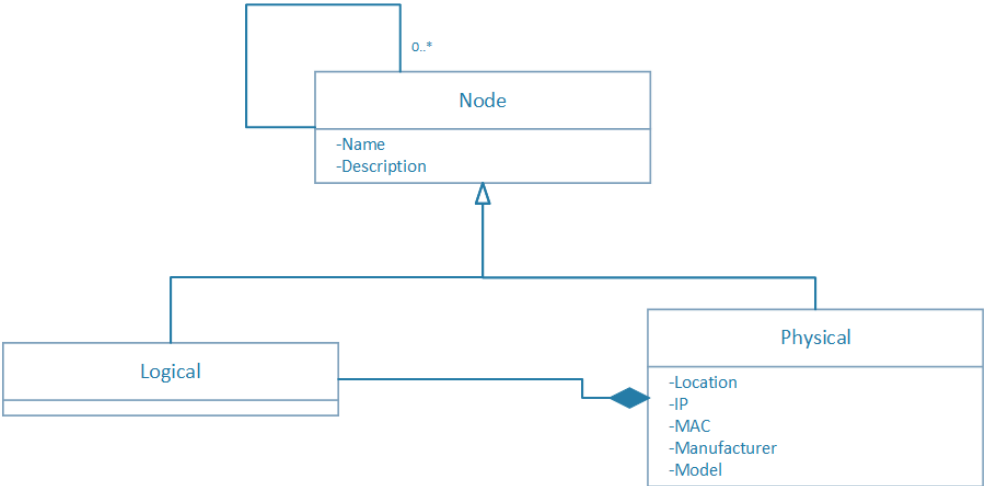 0..*
Node
-Name
-Description
Logical
Physical
-Location
-IP
-MAC
-Manufacturer
-Model